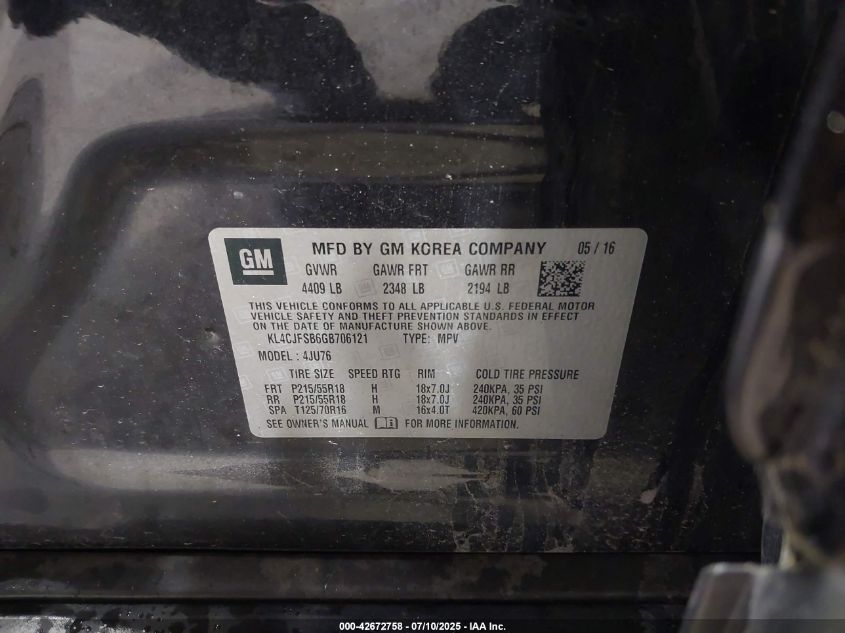 GM MFD BY GM KOREA COMPANY 05 / 16
GVWR GAWR FRT GAWR RR
4409 LB 2348 LB 2194 LB
THIS VEHICLE CONFORMS TO ALL APPLICABLE U.S. FEDERAL MOTOR
VEHICLE SAFETY AND THEFT PREVENTION STANDARDS IN EFFECT
ON THE DATE OF MANUFACTURE SHOWN ABOVE.
KL4CJFSB6GB706121 TYPE: MPV
MODEL : 4JU76
TIRE SIZE SPEED RTG RIM COLD TIRE PRESSURE
FRT P215/55R18 H 18x7.0J 240KPA, 35 PSI
RR P215/55R18 H 18x7.0J 240KPA, 35 PSI
SPA T125/70R16 M 16x4.0T 420KPA, 60 PSI
SEE OWNER'S MANUAL FOR MORE INFORMATION
000-42672758 - 07/10/2025 - IAA Inc.